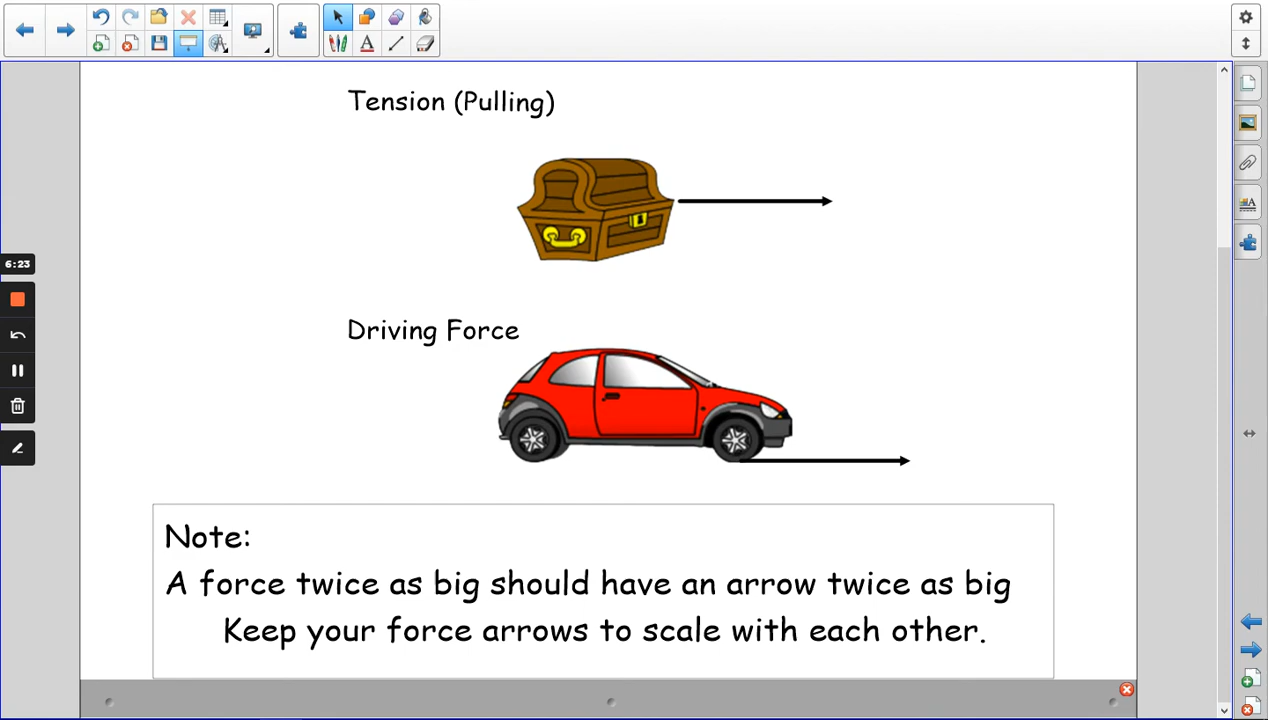 Tension (Pulling)
6:23
Driving Force
Note:
A force twice as big should have an arrow twice as big
Keep your force arrows to scale with each other.